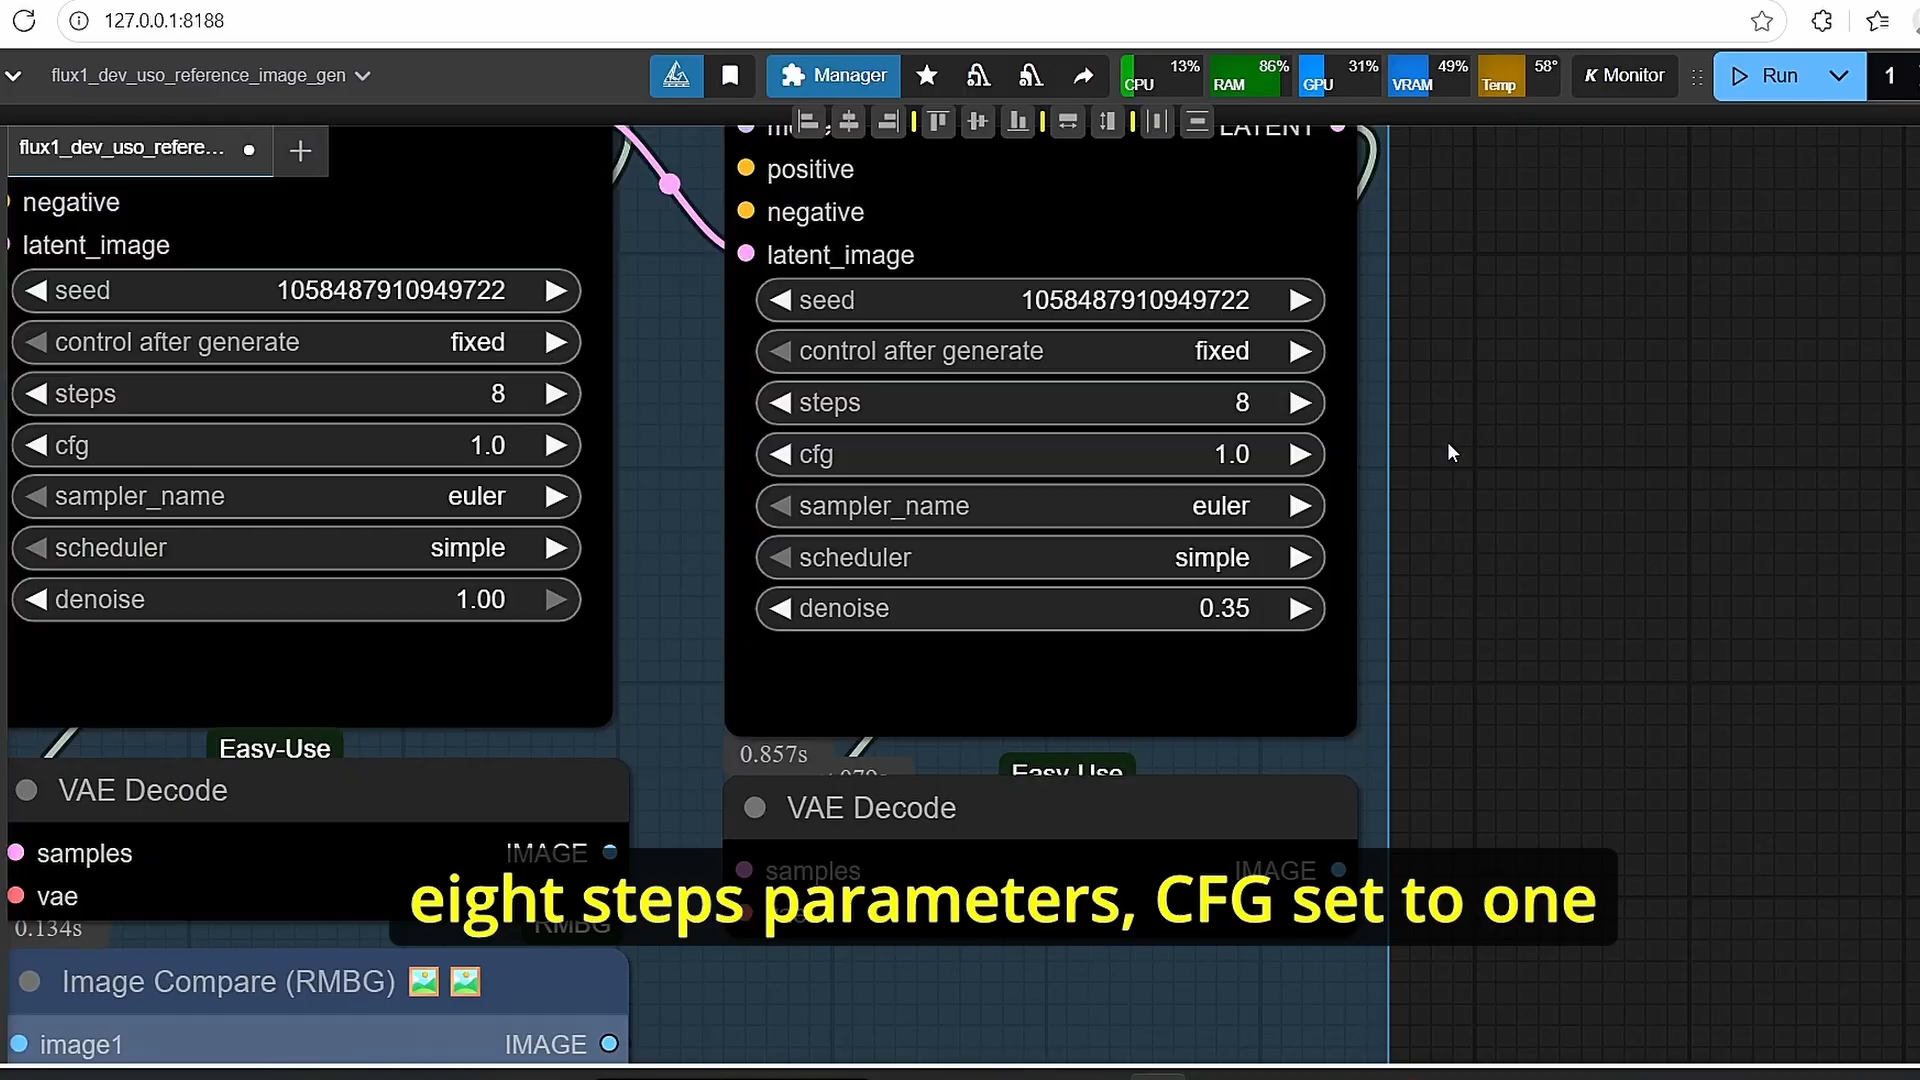 127.0.0.1:8188
flux1_dev_uso_reference_image_gen
Manager
CPU 13%
RAM 86%
GPU 31%
VRAM 49%
Temp 58°
K Monitor
Run
1
flux1_dev_uso_refere...
negative
latent_image
seed 1058487910949722
control after generate fixed
steps 8
cfg 1.0
sampler_name euler
scheduler simple
denoise 1.00
LATENT
positive
negative
latent_image
seed 1058487910949722
control after generate fixed
steps 8
cfg 1.0
sampler_name euler
scheduler simple
denoise 0.35
Easy-Use
VAE Decode
samples IMAGE
vae
0.134s
RMBG
0.857s
Easy-Use
VAE Decode
samples IMAGE
eight steps parameters, CFG set to one
Image Compare (RMBG)
image1 IMAGE